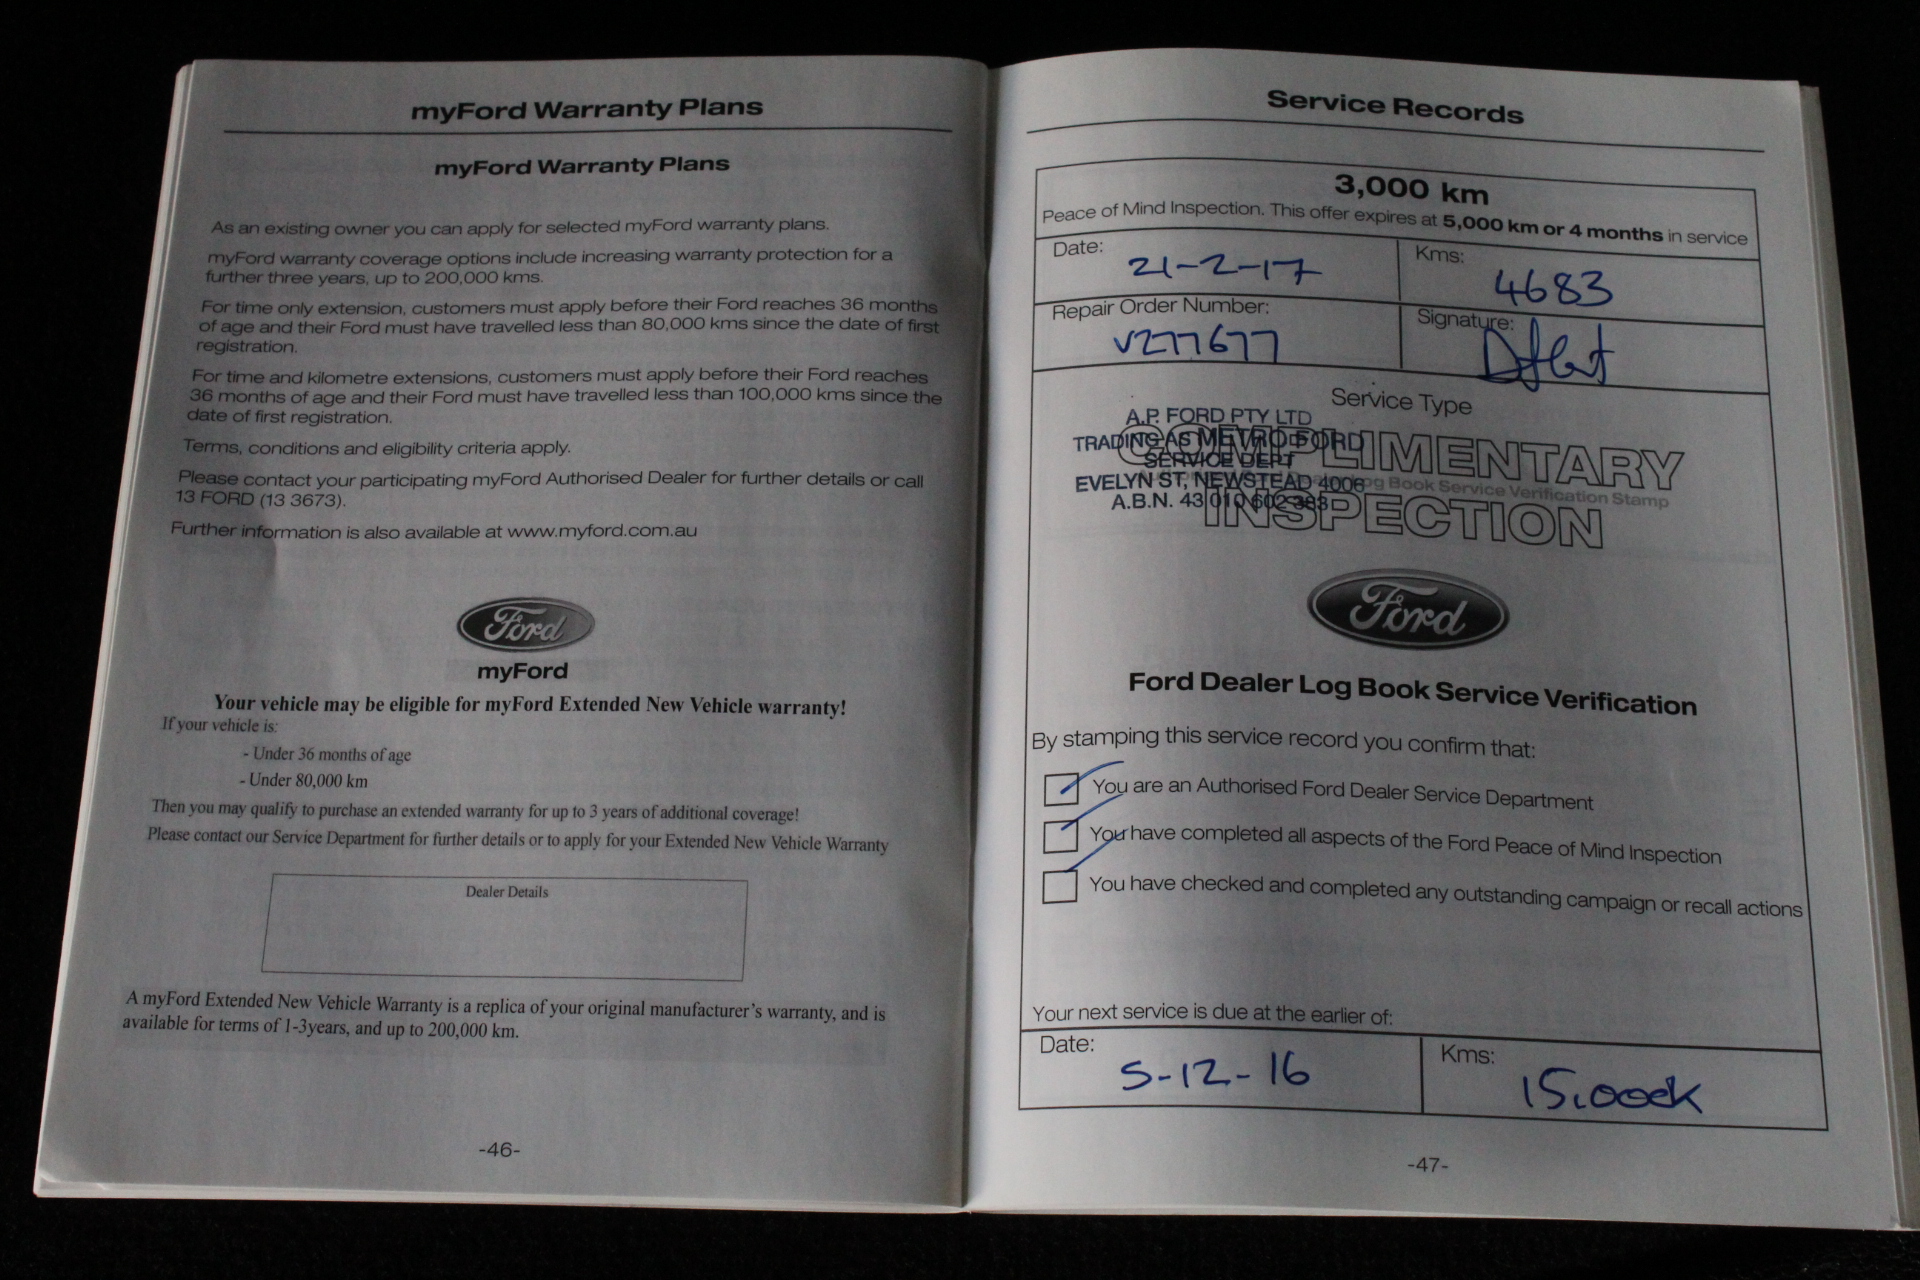 myFord Warranty Plans
myFord Warranty Plans
As an existing owner you can apply for selected myFord warranty plans.
myFord warranty coverage options include increasing warranty protection for a
further three years, up to 200,000 kms.
For time only extension, customers must apply before their Ford reaches 36 months
of age and their Ford must have travelled less than 80,000 kms since the date of first
registration.
For time and kilometre extensions, customers must apply before their Ford reaches
36 months of age and their Ford must have travelled less than 100,000 kms since the
date of first registration.
Terms, conditions and eligibility criteria apply.
Please contact your participating myFord Authorised Dealer for further details or call
13 FORD (13 3673).
Further information is also available at www.myford.com.au
Ford
myFord
Your vehicle may be eligible for myFord Extended New Vehicle warranty!
If your vehicle is:
- Under 36 months of age
- Under 80,000 km
Then you may qualify to purchase an extended warranty for up to 3 years of additional coverage!
Please contact our Service Department for further details or to apply for your Extended New Vehicle Warranty
Dealer Details
A myFord Extended New Vehicle Warranty is a replica of your original manufacturer's warranty, and is
available for terms of 1-3years, and up to 200,000 km.
-46-
Service Records
3,000 km
Peace of Mind Inspection. This offer expires at 5,000 km or 4 months in service
Date: 21-2-17
Kms: 4683
Repair Order Number: V277677
Signature:
Service Type
A.P. FORD PTY LTD
TRADING AS METRO FORD
SERVICE DEPT
EVELYN ST, NEWSTEAD 4006
A.B.N. 43 010 602 383
COMPLIMENTARY
Log Book Service Verification Stamp
INSPECTION
Ford
Ford Dealer Log Book Service Verification
By stamping this service record you confirm that:
You are an Authorised Ford Dealer Service Department
You have completed all aspects of the Ford Peace of Mind Inspection
You have checked and completed any outstanding campaign or recall actions
Your next service is due at the earlier of:
Date: 5-12-16
Kms: 15,000k
-47-